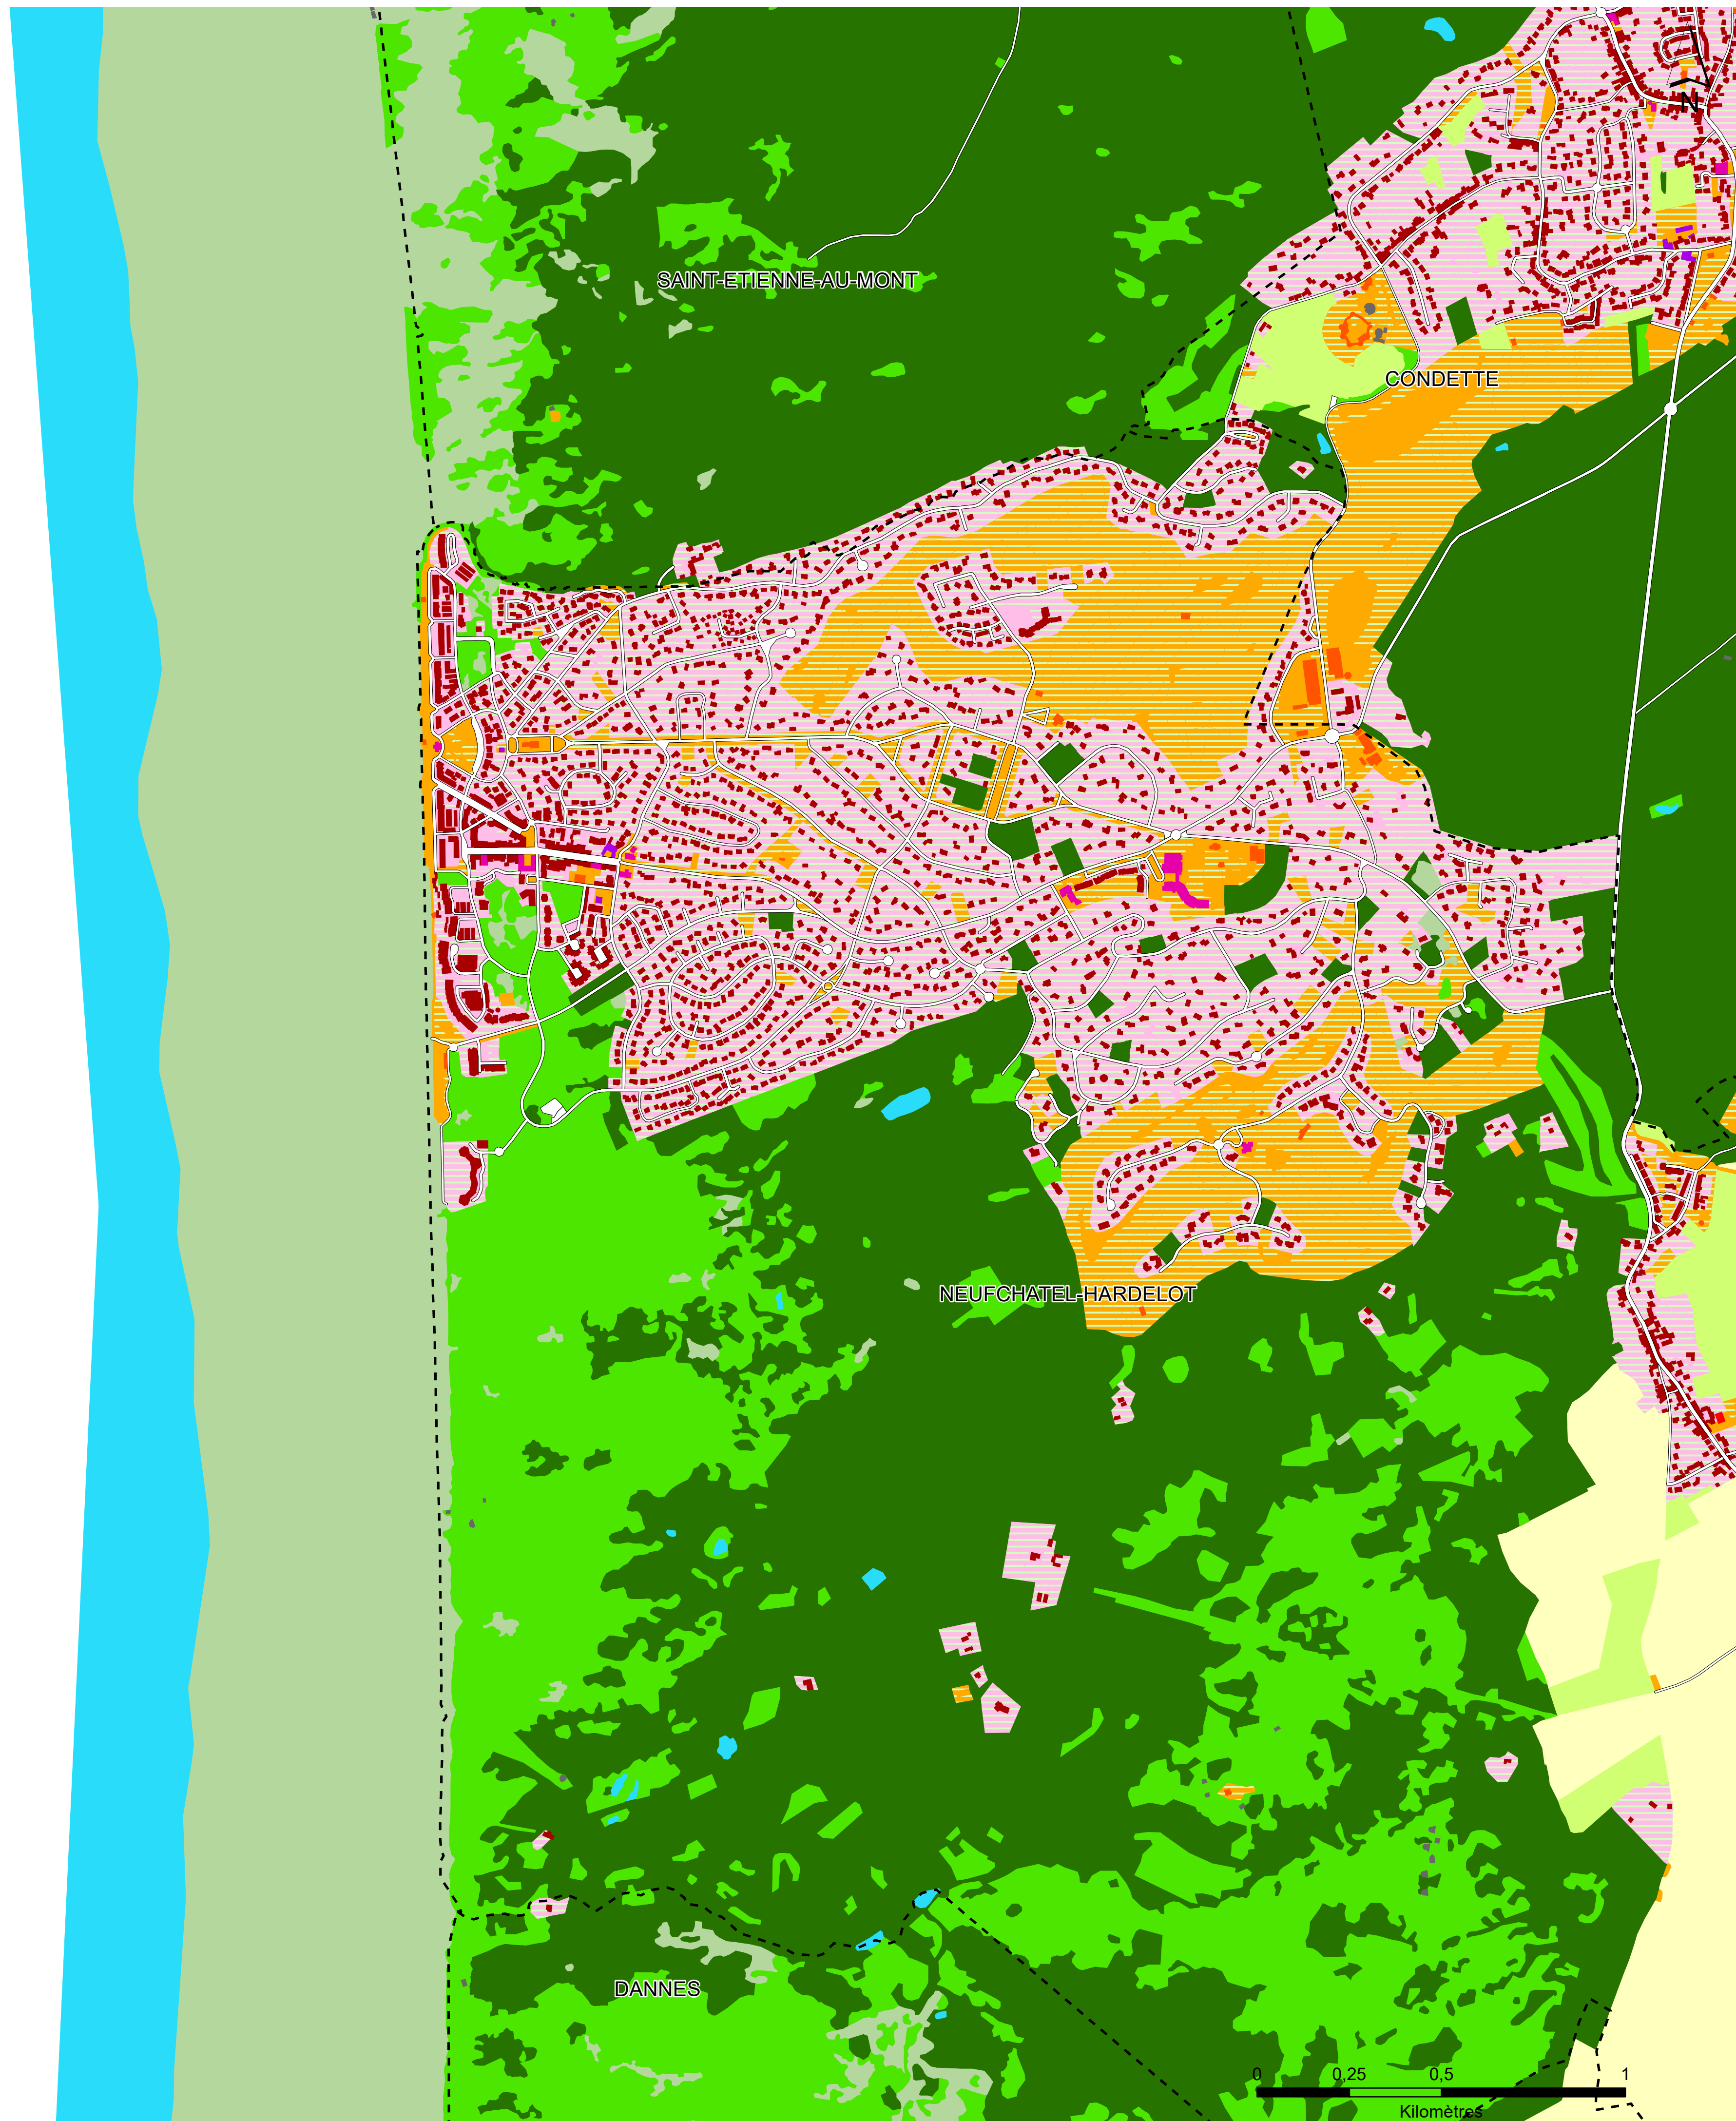 N
SAINT-ETIENNE-AU-MONT
CONDETTE
NEUFCHATEL-HARDELOT
DANNES
0 0,25 0,5 1
Kilomètres